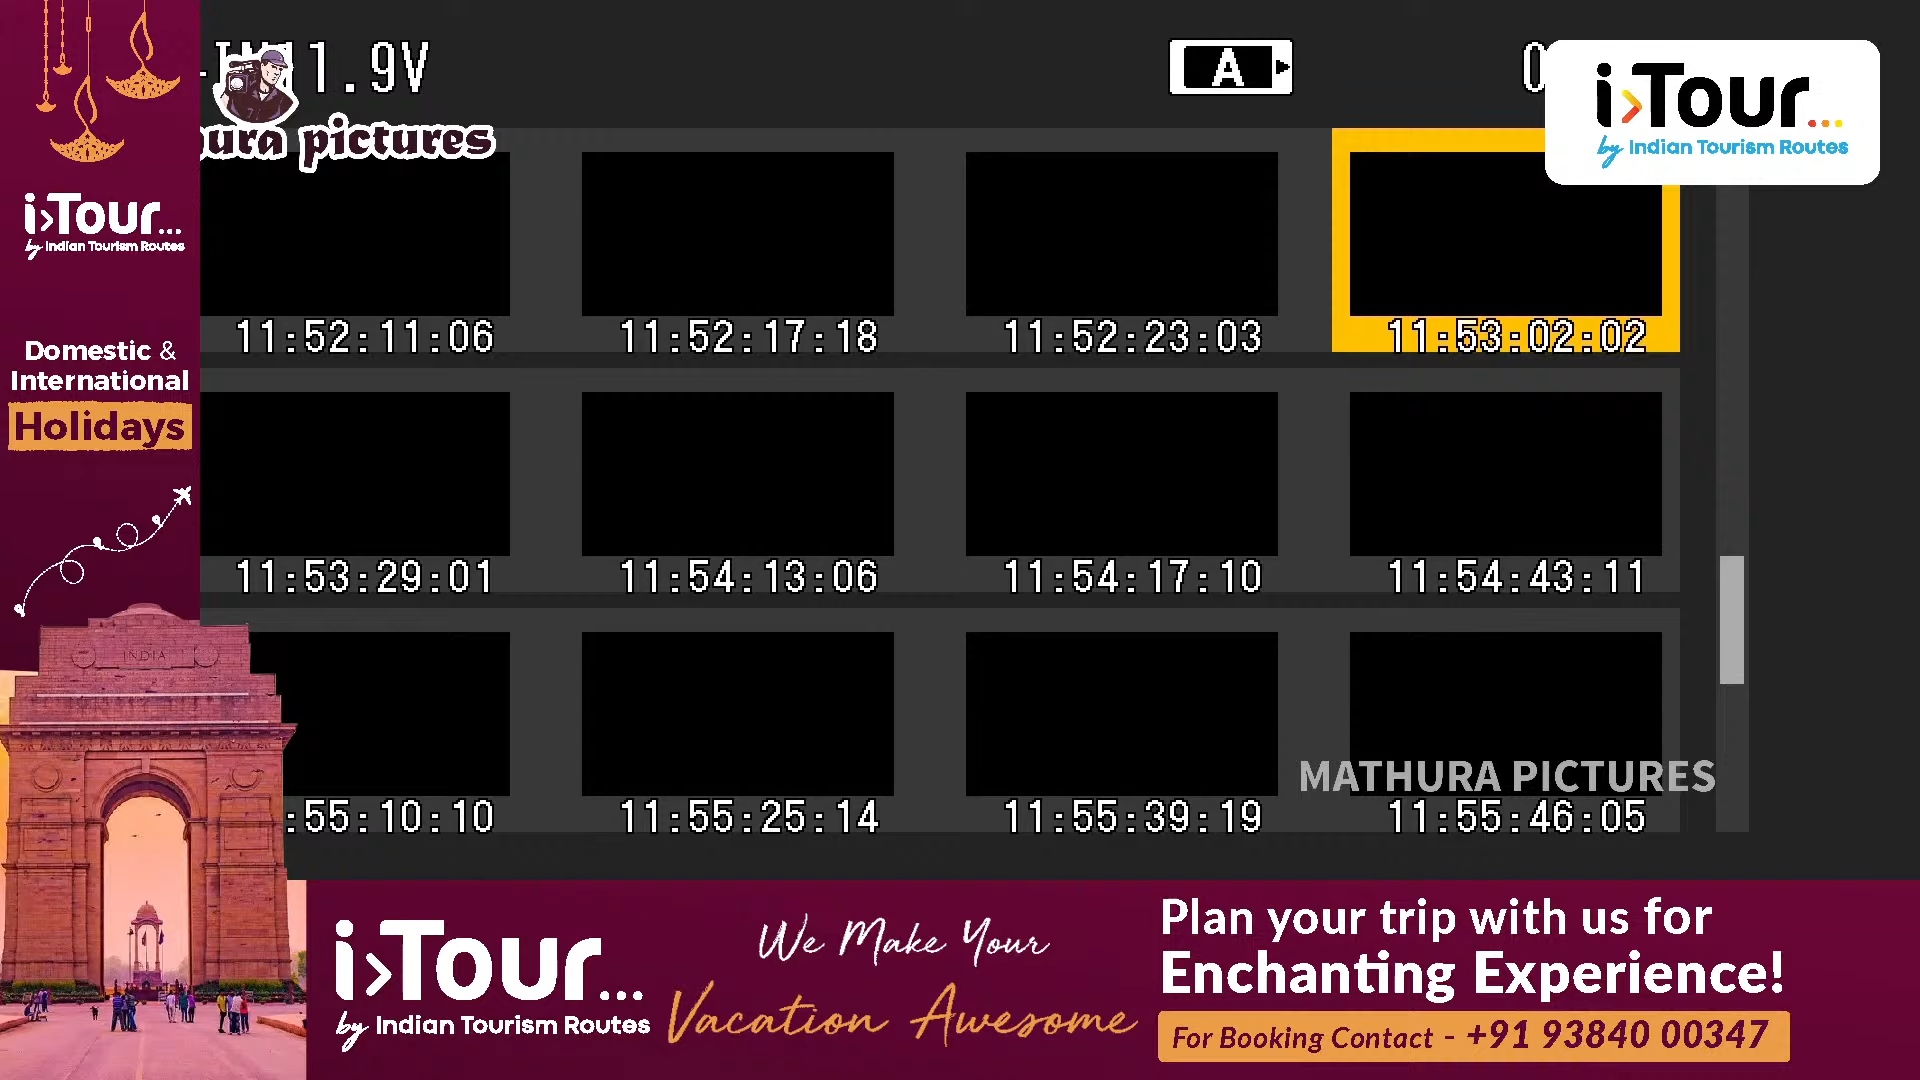 1.9V
A
0
ura pictures
i>Tour...
by Indian Tourism Routes
i>Tour...
by Indian Tourism Routes
11:52:11:06
11:52:17:18
11:52:23:03
11:53:02:02
Domestic &
International
Holidays
11:53:29:01
11:54:13:06
11:54:17:10
11:54:43:11
INDIA
MATHURA PICTURES
:55:10:10
11:55:25:14
11:55:39:19
11:55:46:05
i>Tour...
by Indian Tourism Routes
We Make Your
Vacation Awesome
Plan your trip with us for
Enchanting Experience!
For Booking Contact - +91 93840 00347